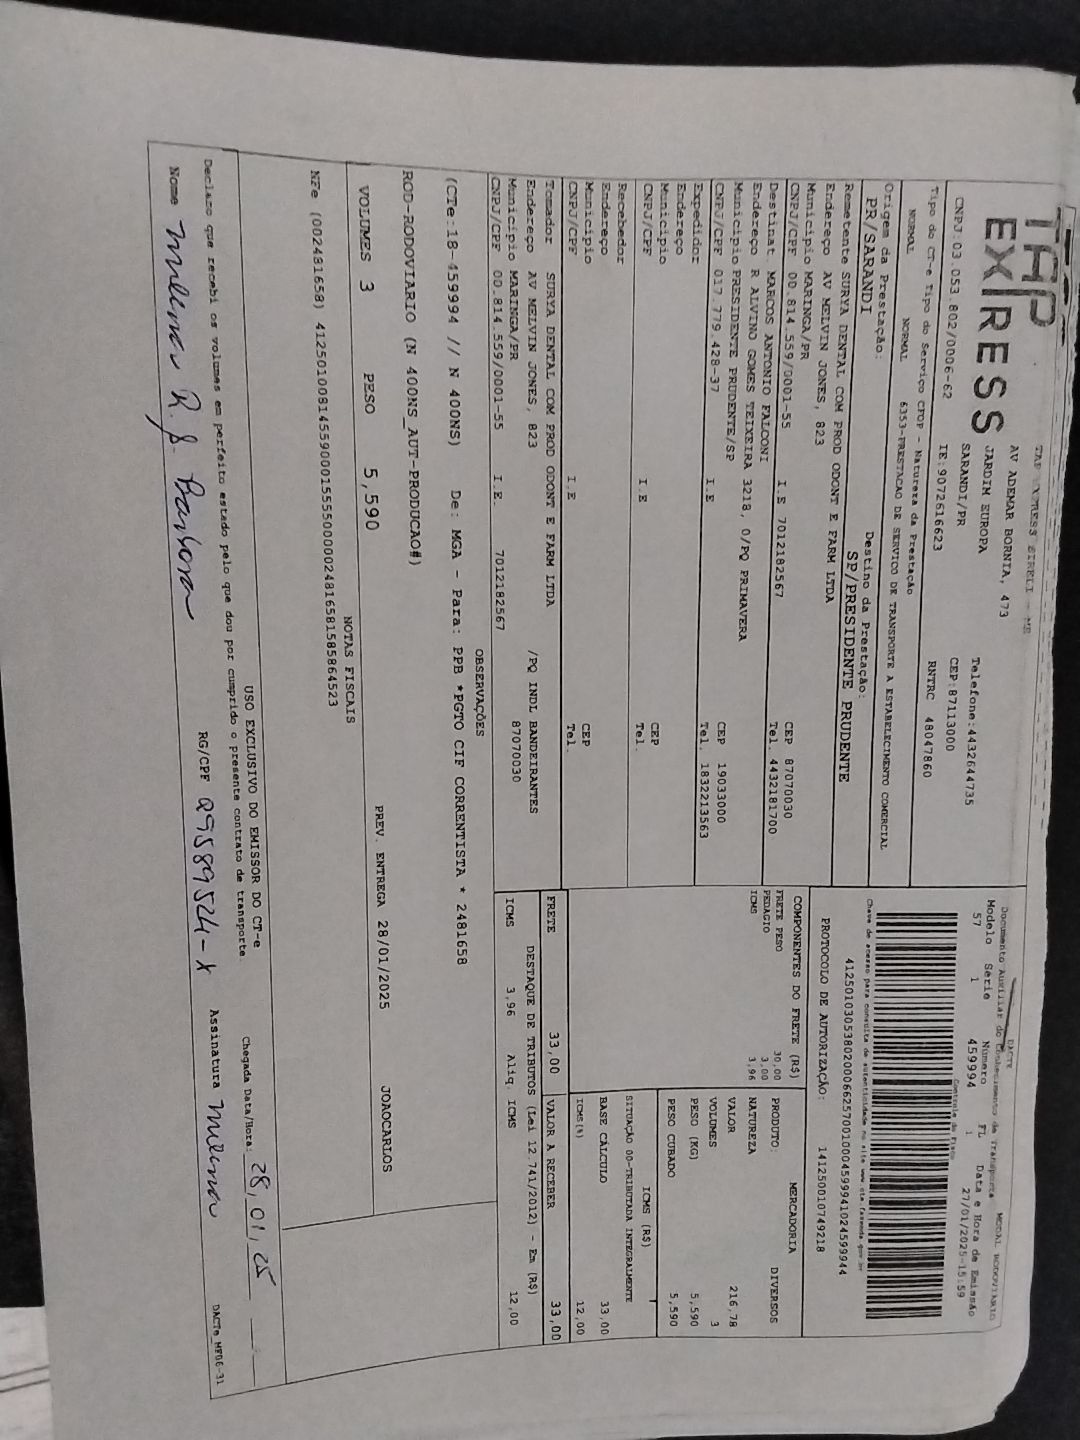 TAP EXPRESS EIRELI - ME
TAP
EXPRESS
AV ADEMAR BORNIA, 473
JARDIM EUROPA
SARANDI/PR
Telefone:4432644735
CEP:87113000
CNPJ:03.053.802/0006-62 IE:9072616623 RNTRC 48047860
Tipo do CT-e Tipo do Serviço CFOP - Natureza da Prestação
NORMAL NORMAL 6353-PRESTACAO DE SERVICO DE TRANSPORTE A ESTABELECIMENTO COMERCIAL
Origem da Prestação: Destino da Prestação:
PR/SARANDI SP/PRESIDENTE PRUDENTE
Remetente SURYA DENTAL COM PROD ODONT E FARM LTDA
Endereço AV MELVIN JONES, 823
Municipio MARINGA/PR CEP 87070030
CNPJ/CPF 00.814.559/0001-55 I.E 7012182567 Tel. 4432181700
Destinat. MARCOS ANTONIO FALCONI
Endereço R ALVINO GOMES TEIXEIRA 3218, 0/PQ PRIMAVERA
Municipio PRESIDENTE PRUDENTE/SP CEP 19033000
CNPJ/CPF 017.779.428-37 I.E Tel. 1832213563
Expedidor
Endereço
Municipio CEP
CNPJ/CPF I.E Tel.
Recebedor
Endereço
Municipio CEP
CNPJ/CPF I.E Tel.
Tomador SURYA DENTAL COM PROD ODONT E FARM LTDA
Endereço AV MELVIN JONES, 823 /PQ INDL BANDEIRANTES
Municipio MARINGA/PR 87070030
CNPJ/CPF 00.814.559/0001-55 I.E. 7012182567
DACTE MODAL RODOVIARIO
Documento Auxiliar do Conhecimento de Transporte
Modelo Série Número FL Data e Hora de Emissão
57 1 459994 1 27/01/2025-15:59
Controle do Fisco
Chave de acesso para consulta de autenticidade no site www.cte.fazenda.gov.br
41250103053802000662570010004599941024599944
PROTOCOLO DE AUTORIZAÇÃO: 141250010749218
COMPONENTES DO FRETE (R$)
FRETE PESO 30,00
PEDAGIO 3,00
ICMS 3,96
MERCADORIA
PRODUTO: DIVERSOS
NATUREZA
VALOR 216,78
VOLUMES 3
PESO (KG) 5,590
PESO CUBADO 5,590
ICMS (R$)
SITUAÇÃO 00-TRIBUTADA INTEGRALMENTE
BASE CÁLCULO 33,00
ICMS(%) 12,00
FRETE 33,00 VALOR A RECEBER 33,00
DESTAQUE DE TRIBUTOS (Lei 12.741/2012) - Em (R$)
ICMS 3,96 Aliq. ICMS 12,00
OBSERVAÇÕES
(CTe:18-459994 // N 400NS) De: MGA - Para: PPB *PGTO CIF CORRENTISTA * 2481658
ROD-RODOVIARIO (N 400NS_AUT-PRODUCAO#)
VOLUMES 3 PESO 5,590 PREV. ENTREGA 28/01/2025 JOAOCARLOS
NOTAS FISCAIS
NFe (002481658)
USO EXCLUSIVO DO EMISSOR DO CT-e
Declaro que recebi os volumes em perfeito estado pelo que dou por cumprido o presente contrato de transporte. Chegada Data/Hora: 28, 01, 25
Nome Milena R. Barbosa RG/CPF 29589524-X Assinatura Milena
DACTe_MF06-31